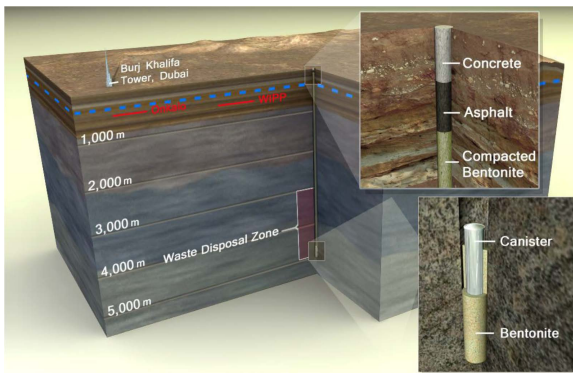 Burj Khalifa
Tower, Dubai
WIPP
1,000 m
2,000 m
3,000 m
4,000 m
5,000 m
Waste Disposal Zone
Concrete
Asphalt
Compacted
Bentonite
Canister
Bentonite